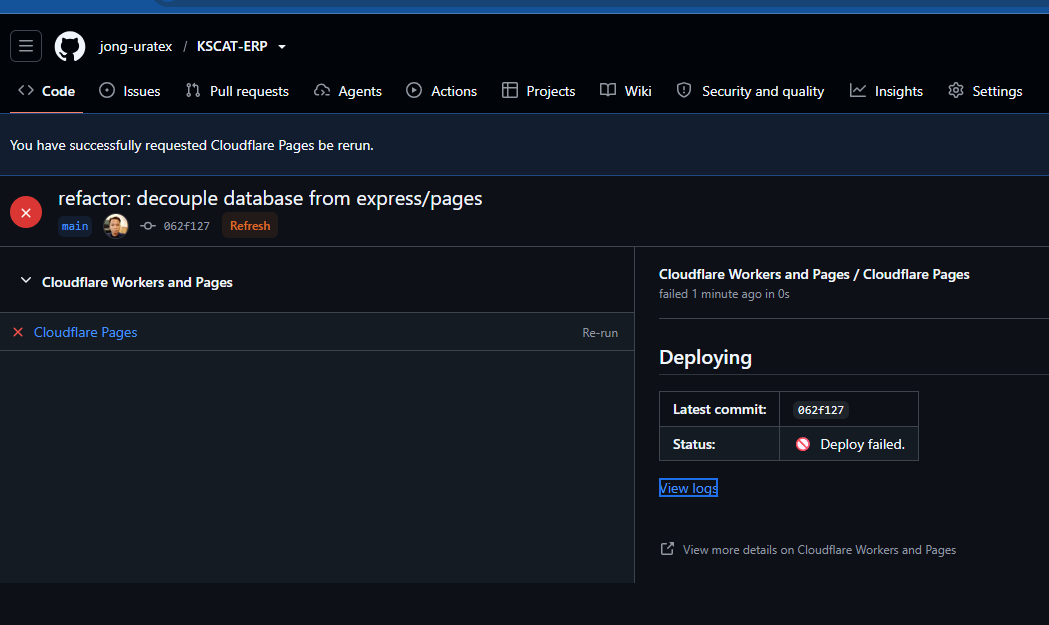 jong-uratex / KSCAT-ERP
Code Issues Pull requests Agents Actions Projects Wiki Security and quality Insights Settings
You have successfully requested Cloudflare Pages be rerun.
refactor: decouple database from express/pages
main 062f127 Refresh
Cloudflare Workers and Pages
Cloudflare Pages Re-run
Cloudflare Workers and Pages / Cloudflare Pages
failed 1 minute ago in 0s
Deploying
Latest commit: 062f127
Status: Deploy failed.
View logs
View more details on Cloudflare Workers and Pages